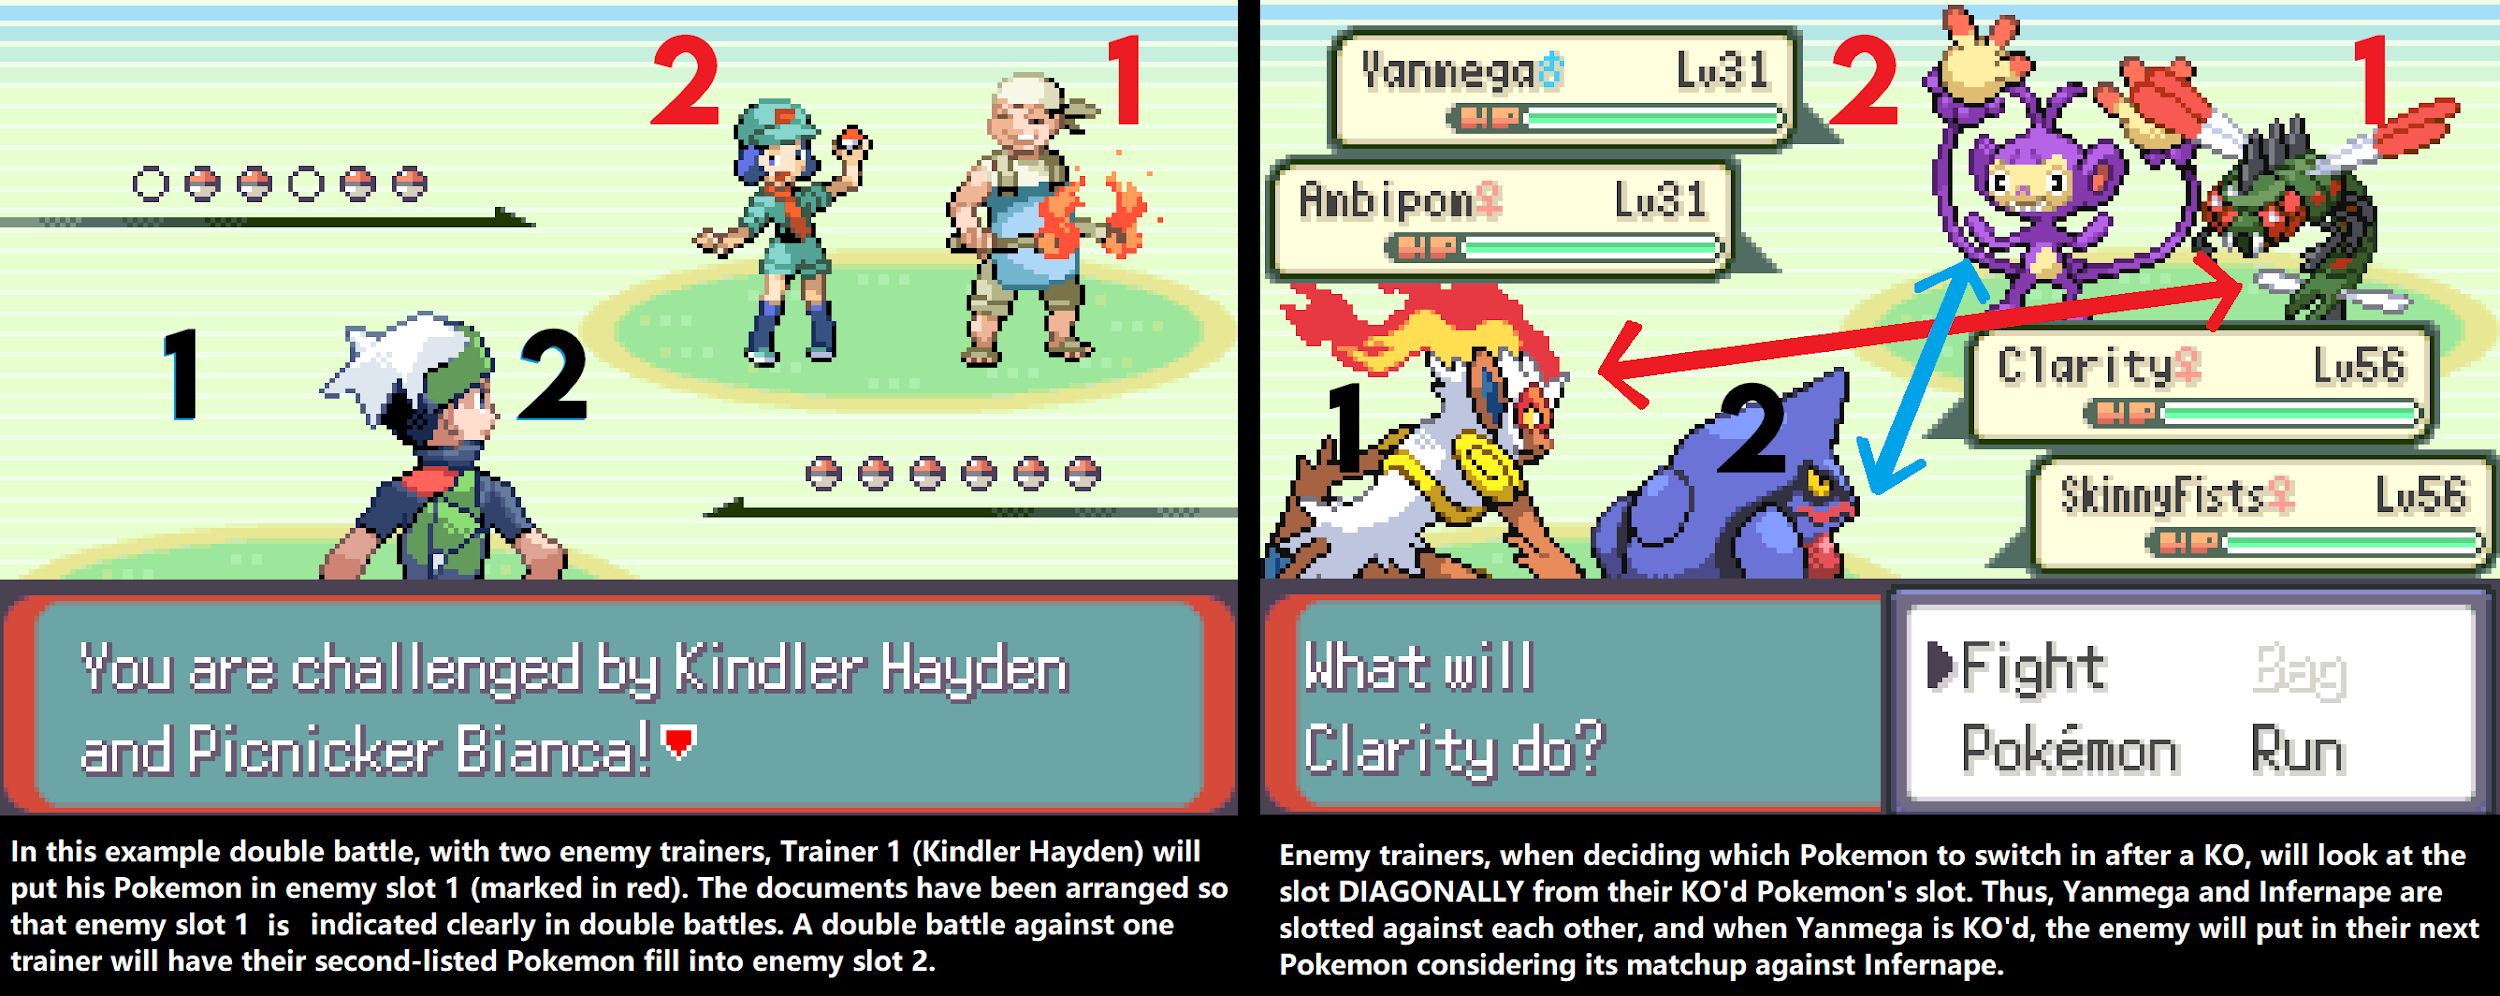 2
1
1
2
You are challenged by Kindler Hayden
and Picnicker Bianca!
In this example double battle, with two enemy trainers, Trainer 1 (Kindler Hayden) will
put his Pokemon in enemy slot 1 (marked in red). The documents have been arranged so
that enemy slot 1 is indicated clearly in double battles. A double battle against one
trainer will have their second-listed Pokemon fill into enemy slot 2.
Yanmega♂ Lv31
2
1
Ambipom♀ Lv31
HP
HP
1
2
Clarity♀ Lv56
HP
SkinnyFists♀ Lv56
HP
What will
Clarity do?
Fight Bag
Pokémon Run
Enemy trainers, when deciding which Pokemon to switch in after a KO, will look at the
slot DIAGONALLY from their KO'd Pokemon's slot. Thus, Yanmega and Infernape are
slotted against each other, and when Yanmega is KO'd, the enemy will put in their next
Pokemon considering its matchup against Infernape.